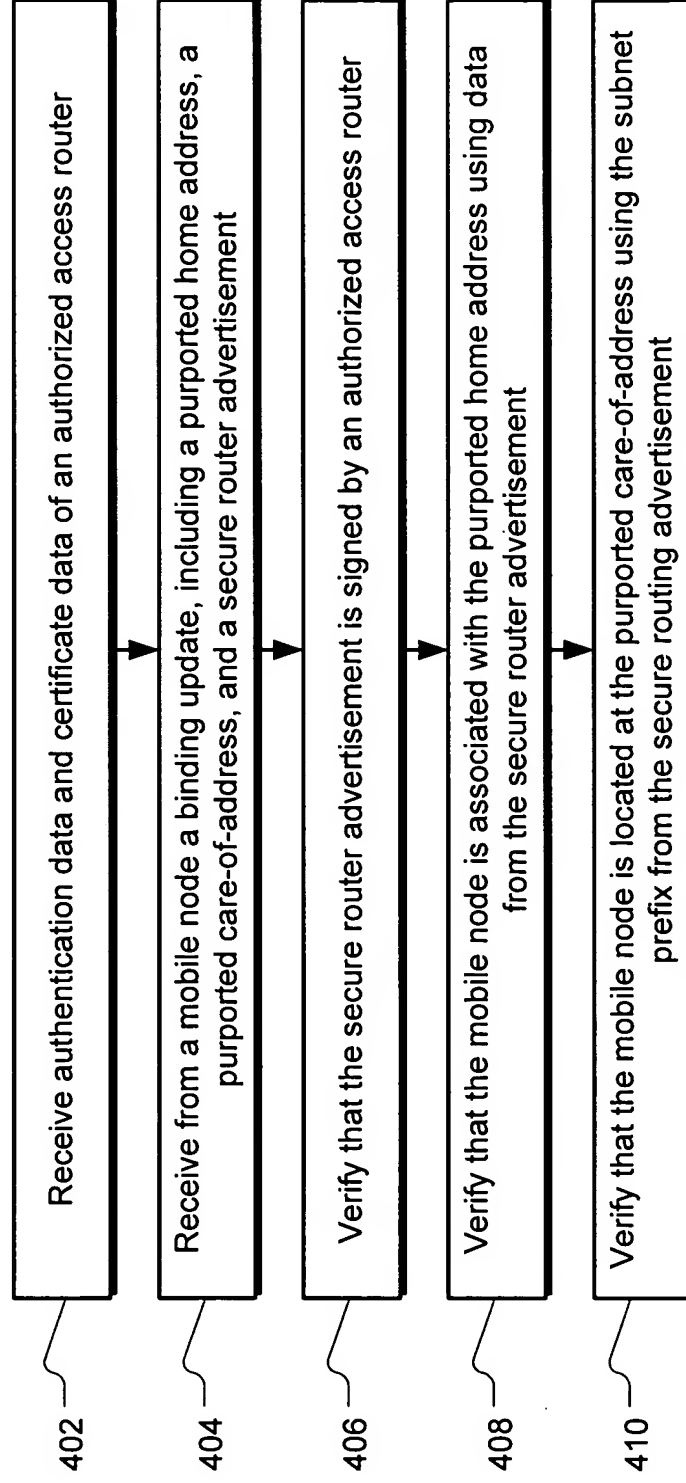 402
Receive authentication data and certificate data of an authorized access router
404
Receive from a mobile node a binding update, including a purported home address, a
purported care-of-address, and a secure router advertisement
406
Verify that the secure router advertisement is signed by an authorized access router
408
Verify that the mobile node is associated with the purported home address using data
from the secure router advertisement
410
Verify that the mobile node is located at the purported care-of-address using the subnet
prefix from the secure routing advertisement